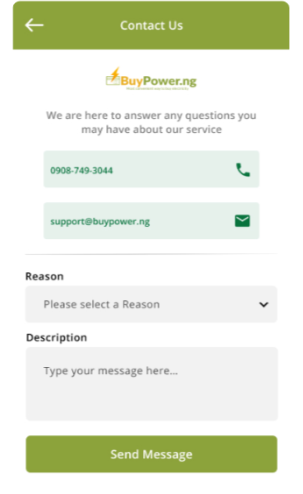 Contact Us
BuyPower.ng
We are here to answer any questions you
may have about our service
0908-749-3044
support@buypower.ng
Reason
Please select a Reason
Description
Type your message here...
Send Message